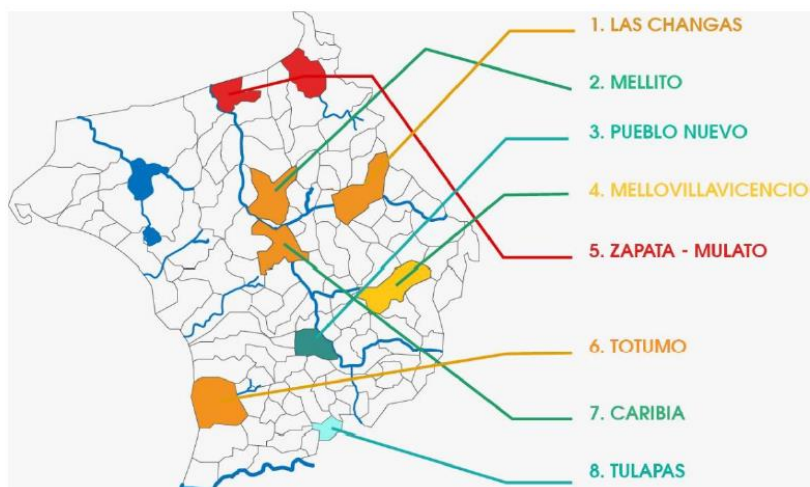 1. LAS CHANGAS
2. MELLITO
3. PUEBLO NUEVO
4. MELLOVILLAVICENCIO
5. ZAPATA - MULATO
6. TOTUMO
7. CARIBIA
8. TULAPAS